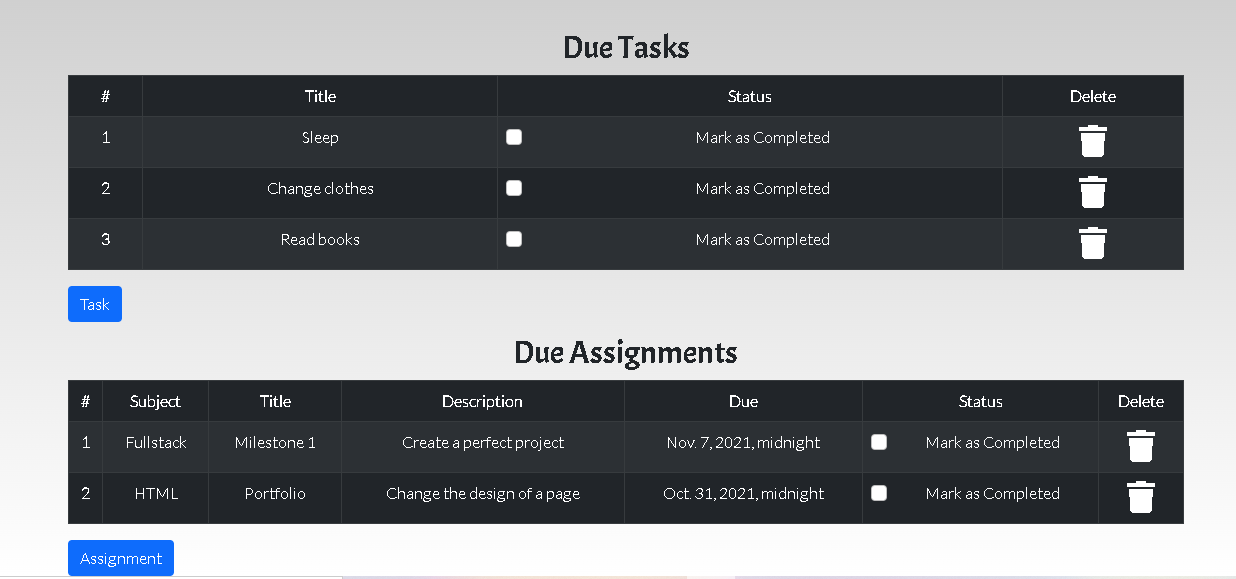 Due Tasks
# Title Status Delete
1 Sleep Mark as Completed
2 Change clothes Mark as Completed
3 Read books Mark as Completed
Task
Due Assignments
# Subject Title Description Due Status Delete
1 Fullstack Milestone 1 Create a perfect project Nov. 7, 2021, midnight Mark as Completed
2 HTML Portfolio Change the design of a page Oct. 31, 2021, midnight Mark as Completed
Assignment